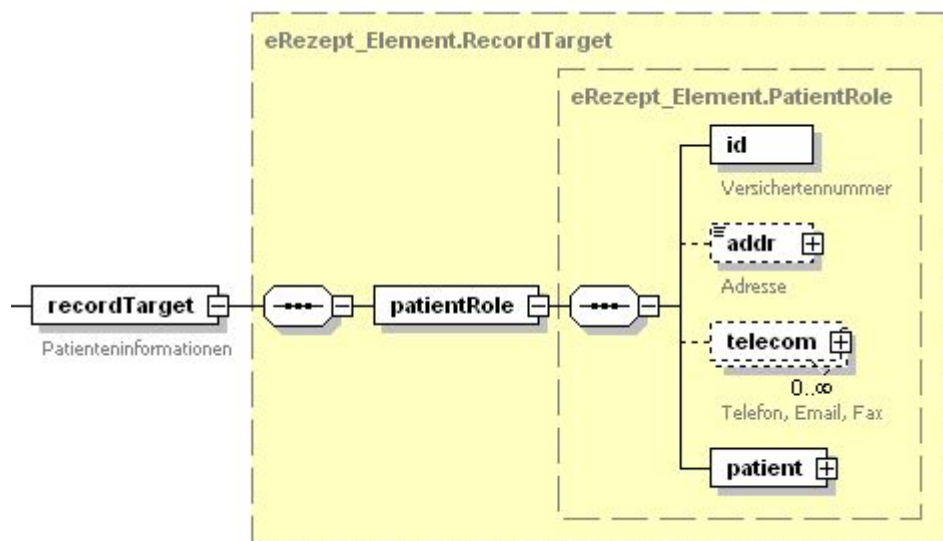 eRezept_Element.RecordTarget
eRezept_Element.PatientRole
id
Versichertennummer
addr
Adresse
recordTarget
Patienteninformationen
patientRole
telecom
0..∞
Telefon, Email, Fax
patient